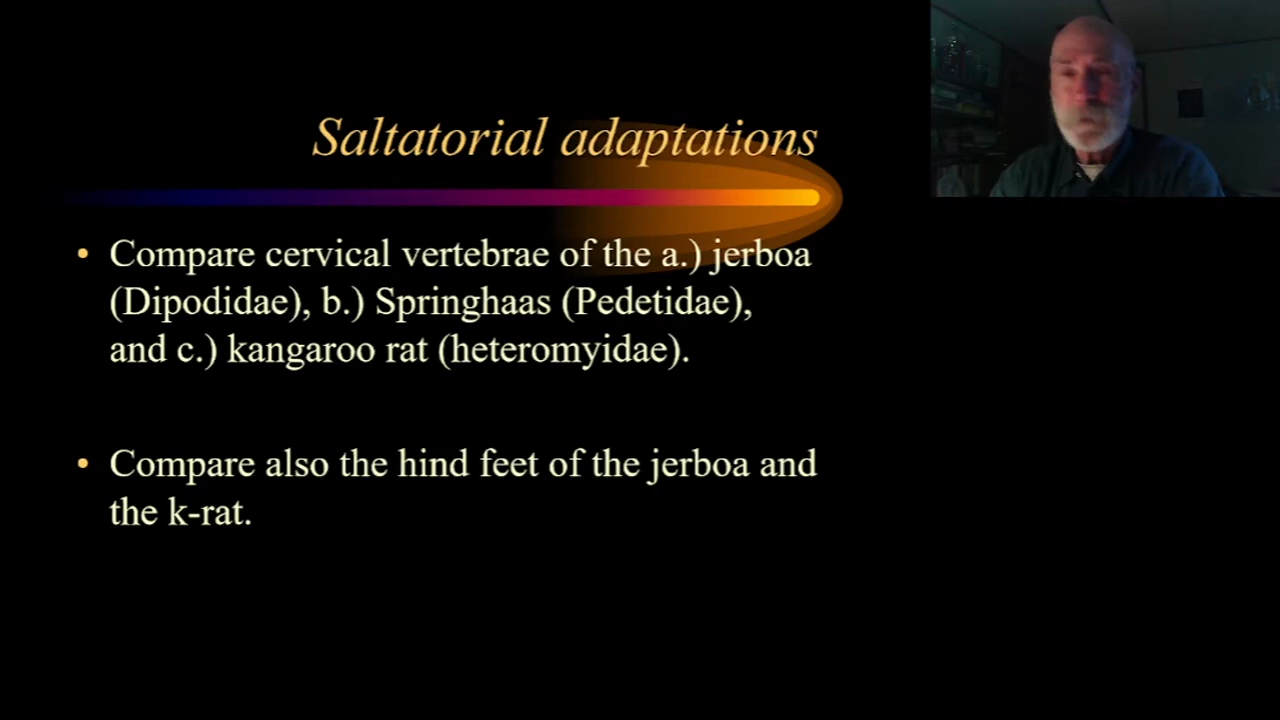 Saltatorial adaptations
• Compare cervical vertebrae of the a.) jerboa
(Dipodidae), b.) Springhaas (Pedetidae),
and c.) kangaroo rat (heteromyidae).
• Compare also the hind feet of the jerboa and
the k-rat.